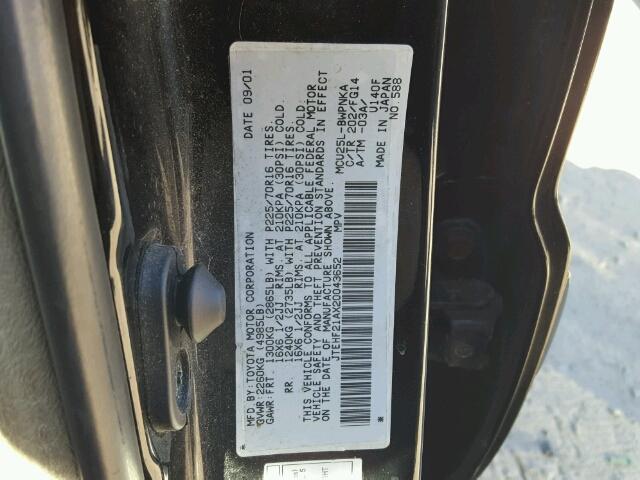 MFD.BY:TOYOTA MOTOR CORPORATION DATE 09/01
GVWR:2260KG(4985LB)
GAWR:FRT. 1300KG(2865LB) WITH P225/70R16 TIRES.
16X6 1/2JJ RIMS. AT 210KPA(30PSI) COLD.
RR. 1240KG(2735LB) WITH P225/70R16 TIRES.
16X6 1/2JJ RIMS. AT 210KPA(30PSI) COLD.
THIS VEHICLE CONFORMS TO ALL APPLICABLE FEDERAL MOTOR
VEHICLE SAFETY AND THEFT PREVENTION STANDARDS IN EFFECT
ON THE DATE OF MANUFACTURE SHOWN ABOVE.
JTEHF21AX20043652 MPV
MCU25L-BWPNKA
C/TR 202/FG14
A/TM -03A/
U140F
MADE IN JAPAN
NO.588